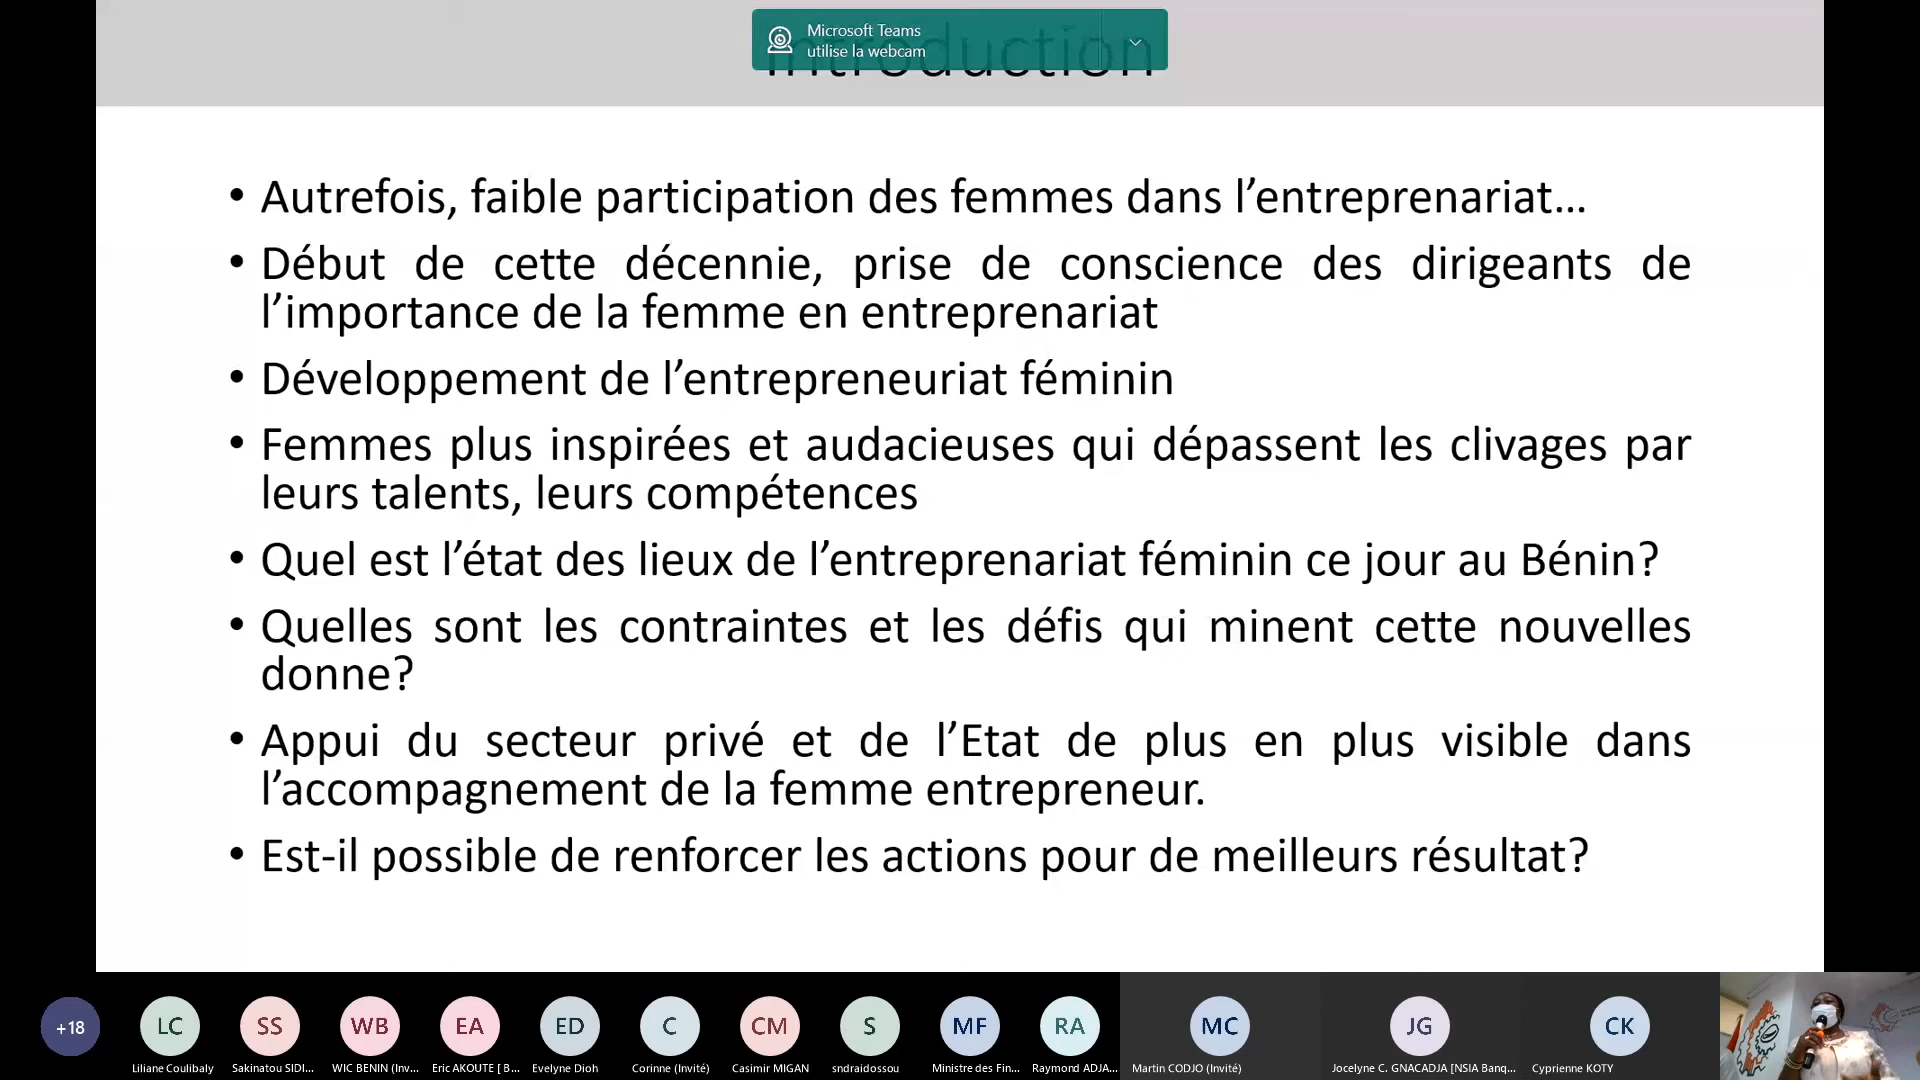 Microsoft Teams
utilise la webcam
Introduction
• Autrefois, faible participation des femmes dans l’entreprenariat…
• Début de cette décennie, prise de conscience des dirigeants de
l’importance de la femme en entreprenariat
• Développement de l’entrepreneuriat féminin
• Femmes plus inspirées et audacieuses qui dépassent les clivages par
leurs talents, leurs compétences
• Quel est l’état des lieux de l’entreprenariat féminin ce jour au Bénin?
• Quelles sont les contraintes et les défis qui minent cette nouvelles
donne?
• Appui du secteur privé et de l’Etat de plus en plus visible dans
l’accompagnement de la femme entrepreneur.
• Est-il possible de renforcer les actions pour de meilleurs résultat?
+18 LC SS WB EA ED C CM S MF RA MC JG CK
Liliane Coulibaly Sakinatou SIDI... WIC BENIN (Inv... Eric AKOUTE [ B... Evelyne Dioh Corinne (Invité) Casimir MIGAN sndraidossou Ministre des Fin... Raymond ADJA... Martin CODJO (Invité) Jocelyne C. GNACADJA [NSIA Banq... Cyprienne KOTY